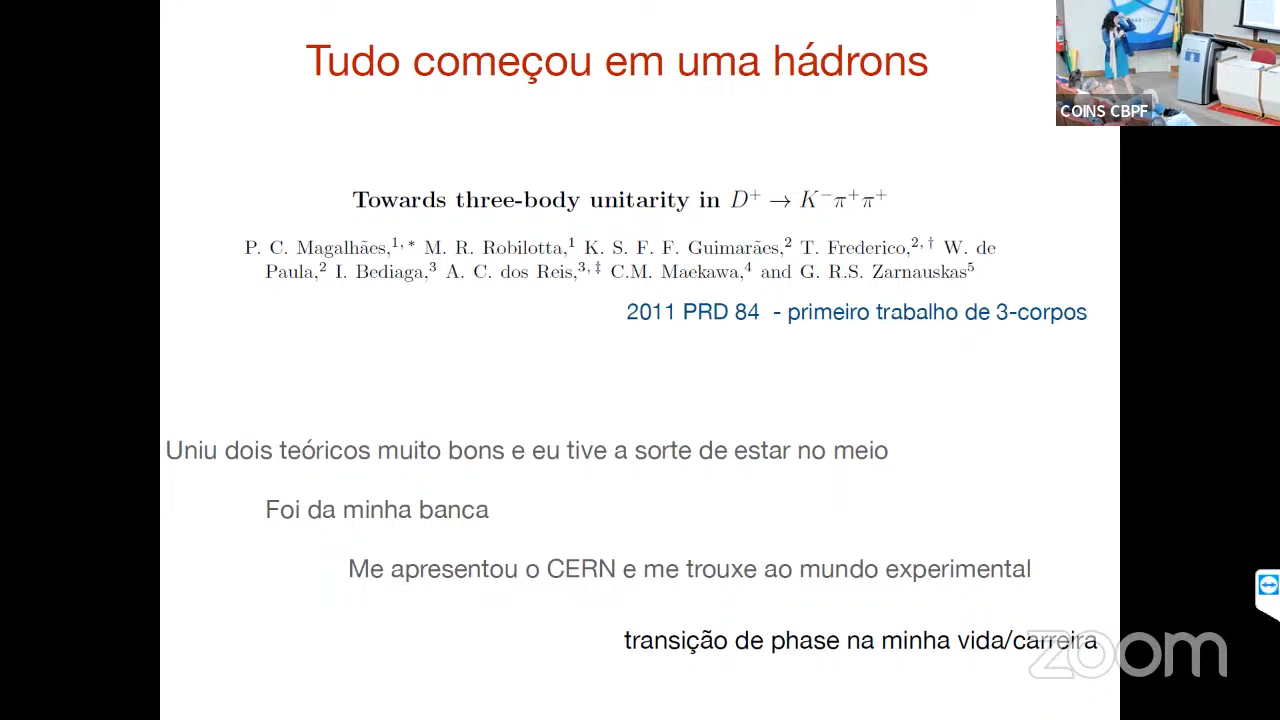 Tudo começou em uma hádrons
COINS CBPF
Towards three-body unitarity in D⁺ → K⁻π⁺π⁺
P. C. Magalhães,¹,* M. R. Robilotta,¹ K. S. F. F. Guimarães,² T. Frederico,²,† W. de
Paula,² I. Bediaga,³ A. C. dos Reis,³,‡ C.M. Maekawa,⁴ and G. R.S. Zarnauskas⁵
2011 PRD 84 - primeiro trabalho de 3-corpos
Uniu dois teóricos muito bons e eu tive a sorte de estar no meio
Foi da minha banca
Me apresentou o CERN e me trouxe ao mundo experimental
transição de phase na minha vida/carreira
zoom